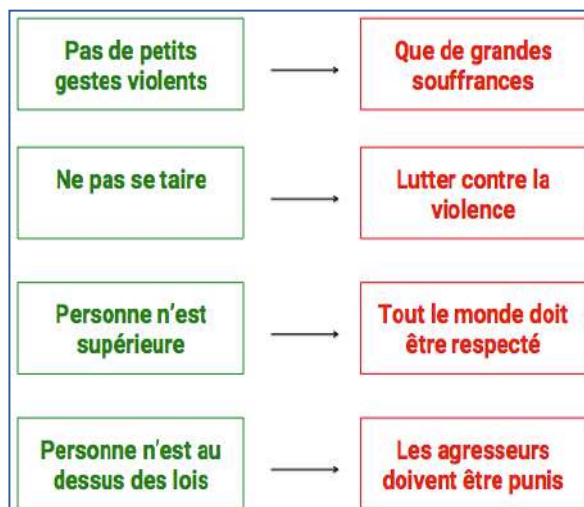 Pas de petits
gestes violents
Que de grandes
souffrances
Ne pas se taire
Lutter contre la
violence
Personne n'est
supérieure
Tout le monde doit
être respecté
Personne n'est au
dessus des lois
Les agresseurs
doivent être punis